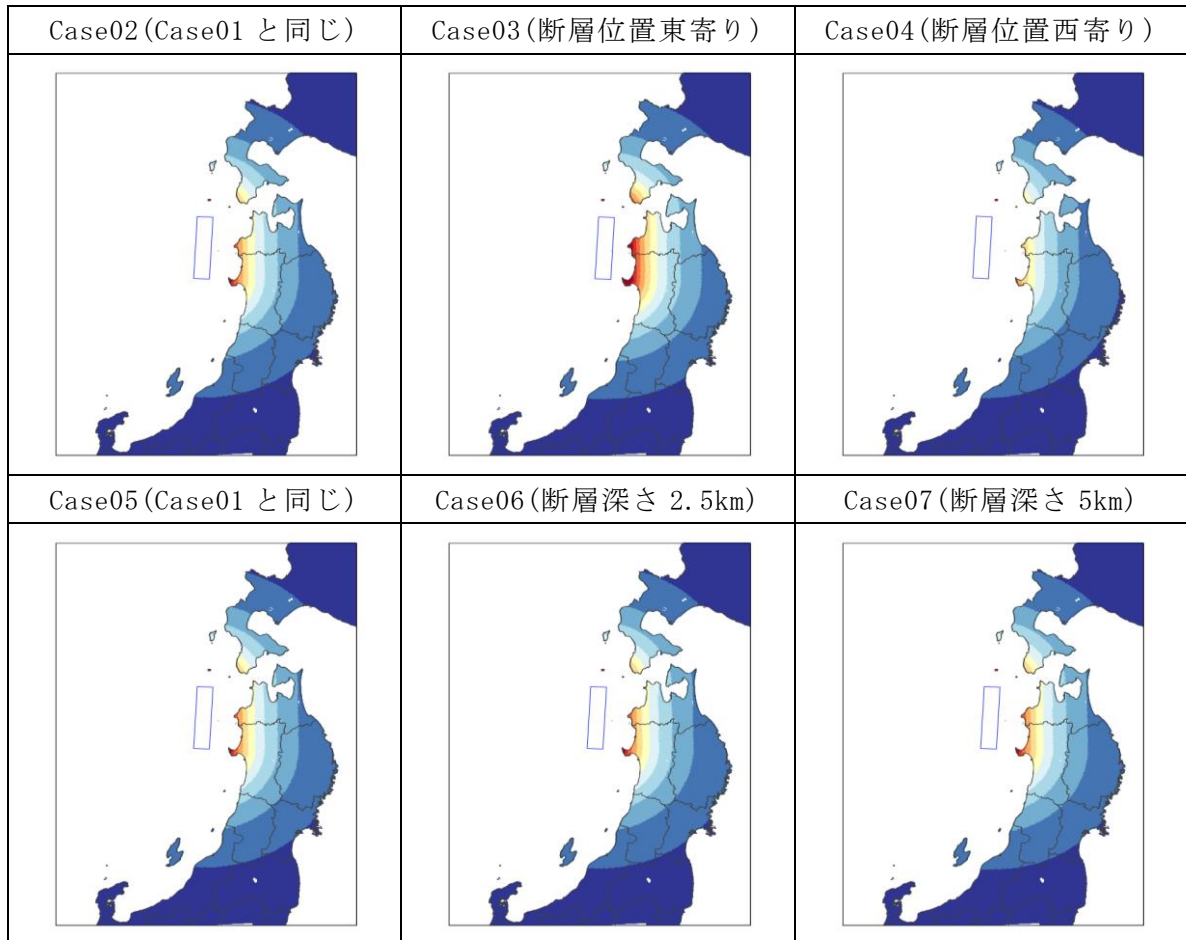 Case02(Case01 と同じ)
Case03(断層位置東寄り)
Case04(断層位置西寄り)
Case05(Case01 と同じ)
Case06(断層深さ 2.5km)
Case07(断層深さ 5km)